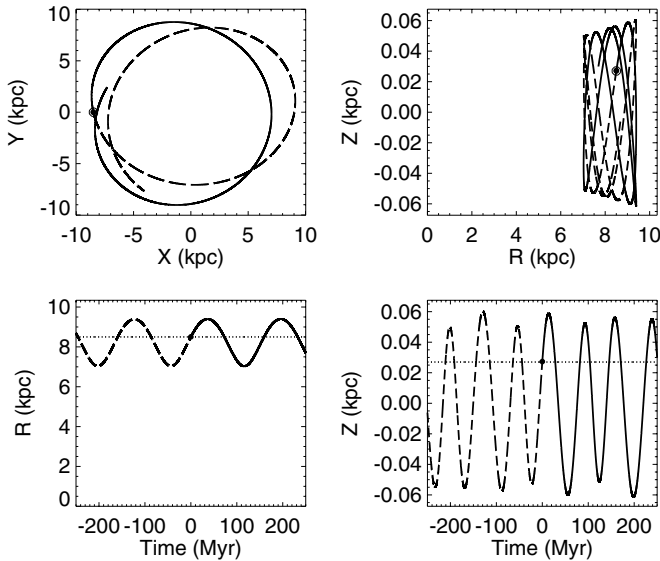 10
5
0
-5
-10
Y (kpc)
-10 -5 0 5 10
X (kpc)
0.06
0.04
0.02
0.00
-0.02
-0.04
-0.06
Z (kpc)
0 2 4 6 8 10
R (kpc)
10
8
6
4
2
0
R (kpc)
-200 -100 0 100 200
Time (Myr)
0.06
0.04
0.02
0.00
-0.02
-0.04
-0.06
Z (kpc)
-200 -100 0 100 200
Time (Myr)